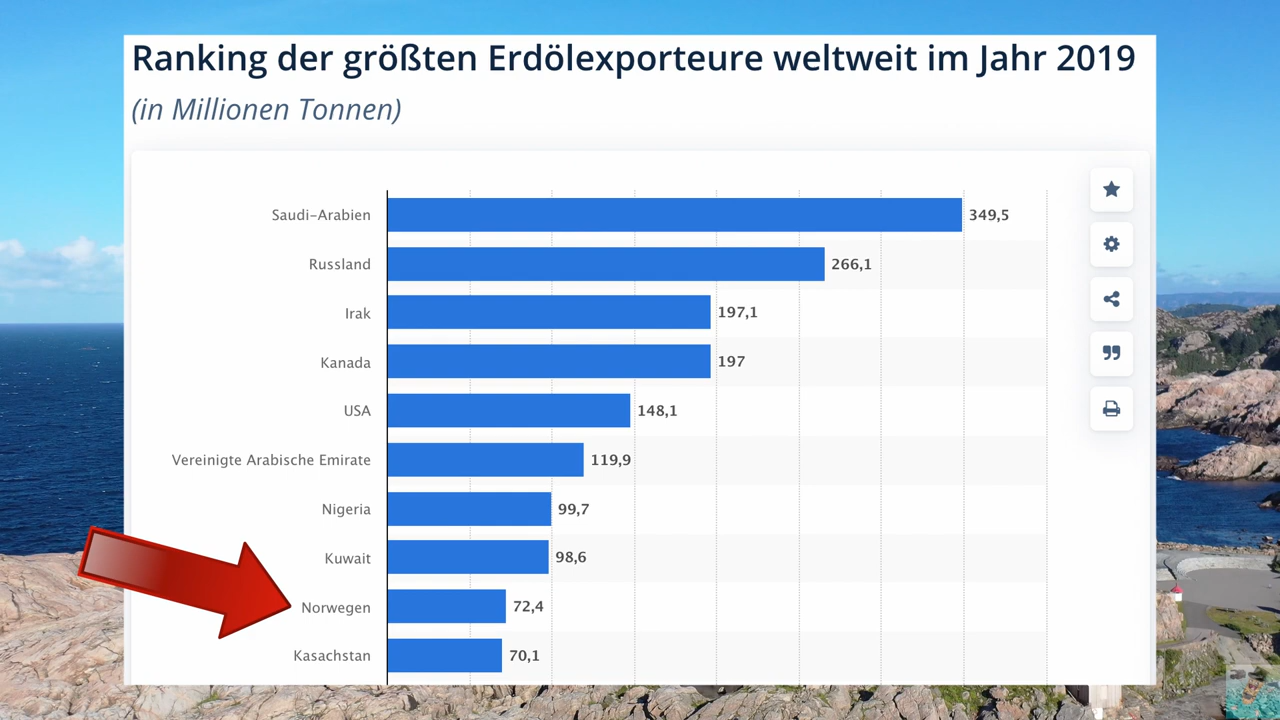 Ranking der größten Erdölexporteure weltweit im Jahr 2019
(in Millionen Tonnen)
Saudi-Arabien 349,5
Russland 266,1
Irak 197,1
Kanada 197
USA 148,1
Vereinigte Arabische Emirate 119,9
Nigeria 99,7
Kuwait 98,6
Norwegen 72,4
Kasachstan 70,1